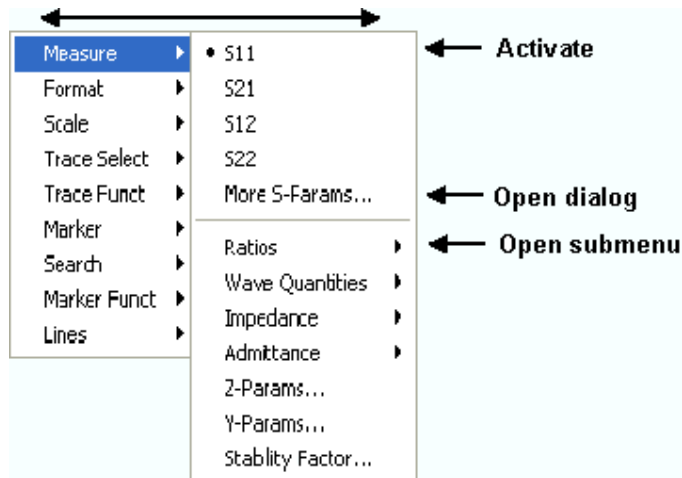 Measure
Format
Scale
Trace Select
Trace Funct
Marker
Search
Marker Funct
Lines
S11
S21
S12
S22
More S-Params...
Ratios
Wave Quantities
Impedance
Admittance
Z-Params...
Y-Params...
Stablity Factor...
Activate
Open dialog
Open submenu